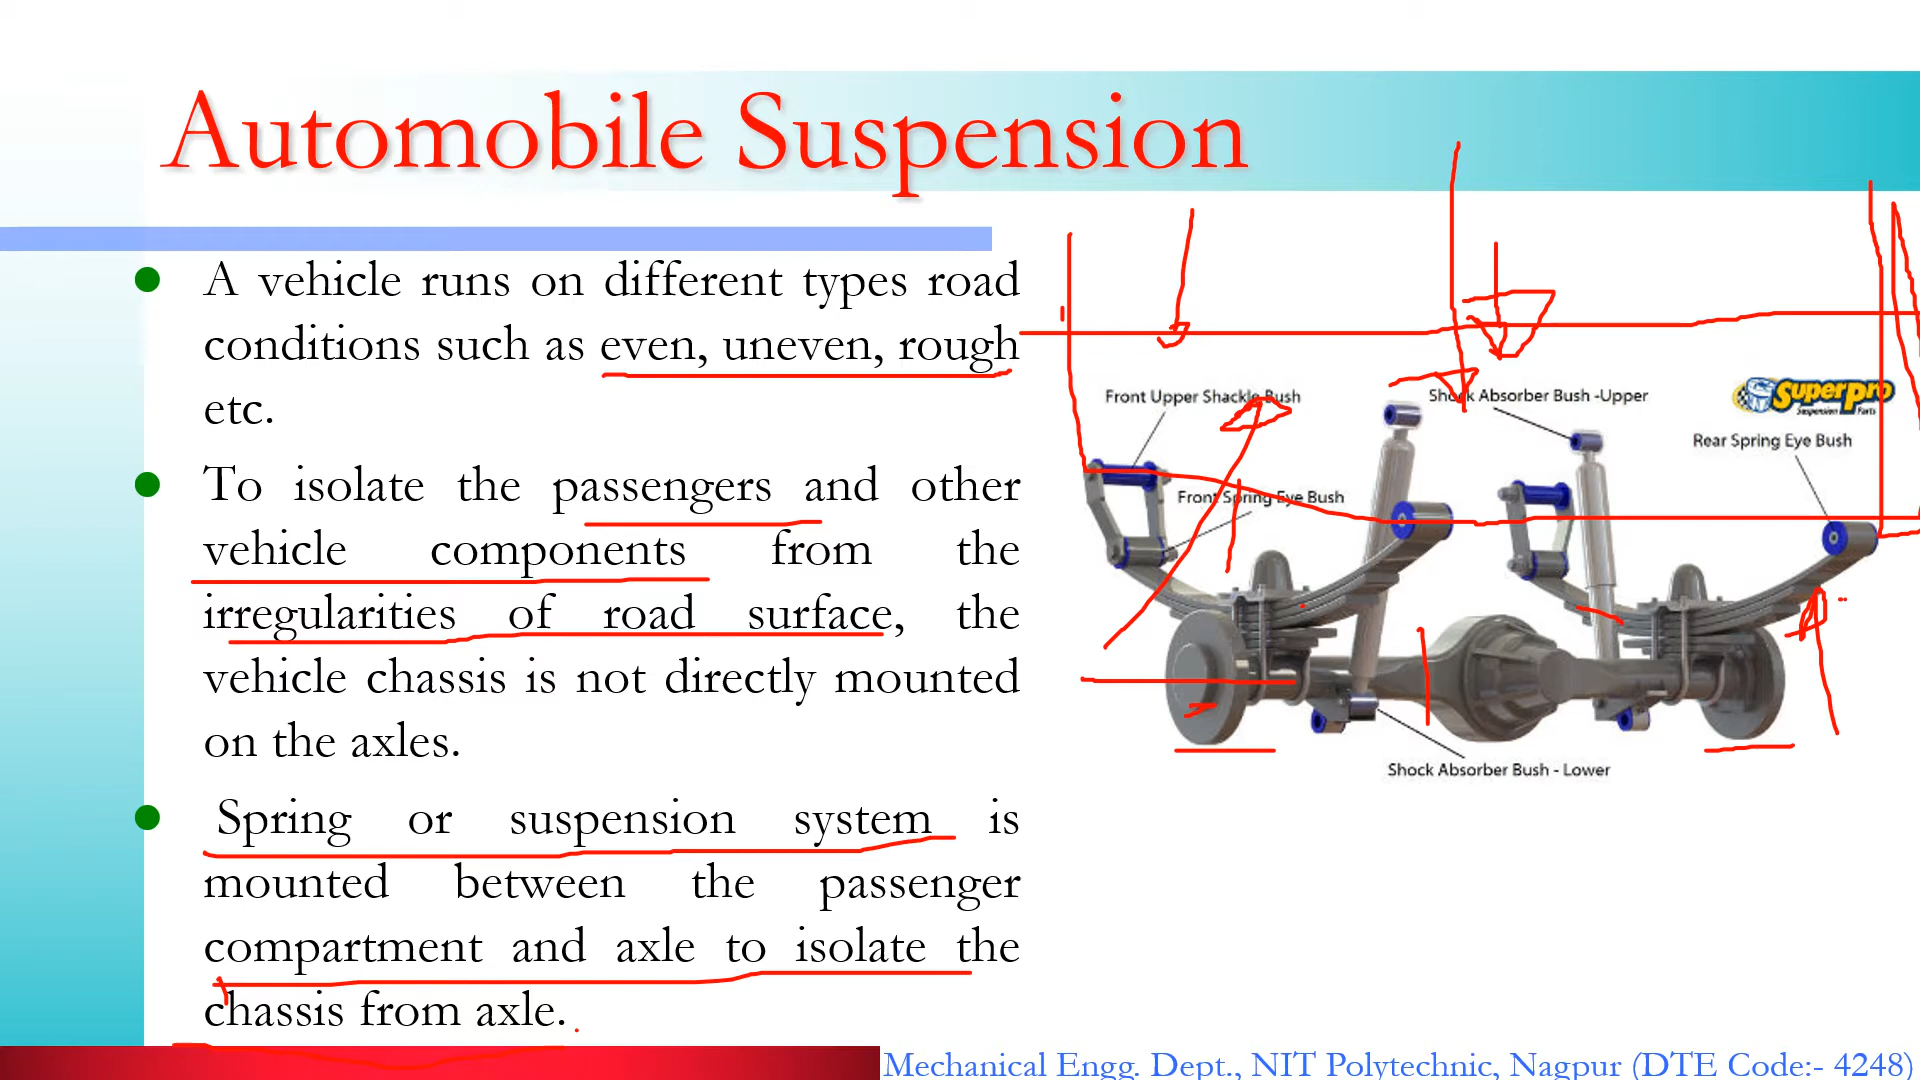 Automobile Suspension
A vehicle runs on different types road
conditions such as even, uneven, rough
etc.
To isolate the passengers and other
vehicle components from the
irregularities of road surface, the
vehicle chassis is not directly mounted
on the axles.
Spring or suspension system is
mounted between the passenger
compartment and axle to isolate the
chassis from axle.
Front Upper Shackle Bush
Shock Absorber Bush -Upper
SuperPro
Suspension Parts
Rear Spring Eye Bush
Front Spring Eye Bush
Shock Absorber Bush - Lower
Mechanical Engg. Dept., NIT Polytechnic, Nagpur (DTE Code:- 4248)